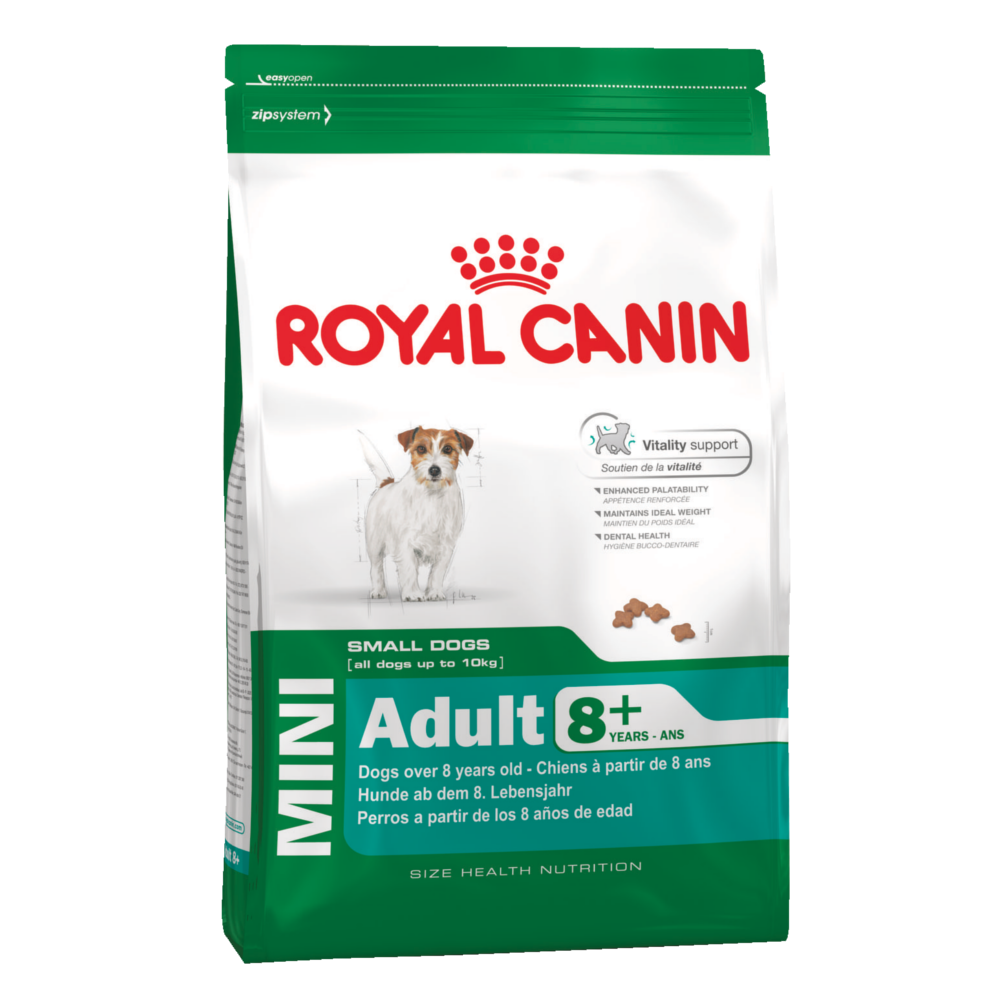 easyopen
zipsystem
ROYAL CANIN
Vitality support
Soutien de la vitalité
ENHANCED PALATABILITY
APPÉTENCE RENFORCÉE
MAINTAINS IDEAL WEIGHT
MAINTIEN DU POIDS IDÉAL
DENTAL HEALTH
HYGIÈNE BUCCO-DENTAIRE
SMALL DOGS
[all dogs up to 10kg]
MINI
Adult 8+
YEARS - ANS
Dogs over 8 years old - Chiens à partir de 8 ans
Hunde ab dem 8. Lebensjahr
Perros a partir de los 8 años de edad
SIZE HEALTH NUTRITION